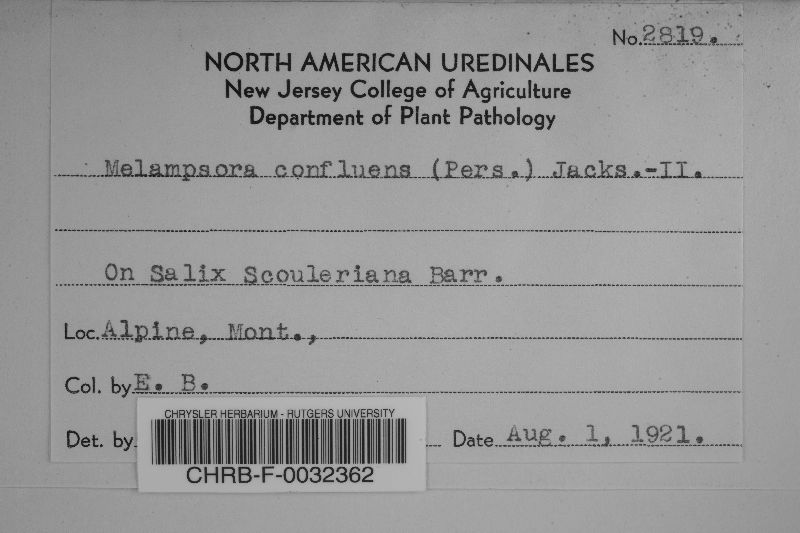 No. 2819.
NORTH AMERICAN UREDINALES
New Jersey College of Agriculture
Department of Plant Pathology
Melampsora confluens (Pers.) Jacks.-II.
On Salix Scouleriana Barr.
Loc. Alpine, Mont.,
Col. by E. B.
Det. by
Date Aug. 1, 1921.
CHRYSLER HERBARIUM - RUTGERS UNIVERSITY
CHRB-F-0032362